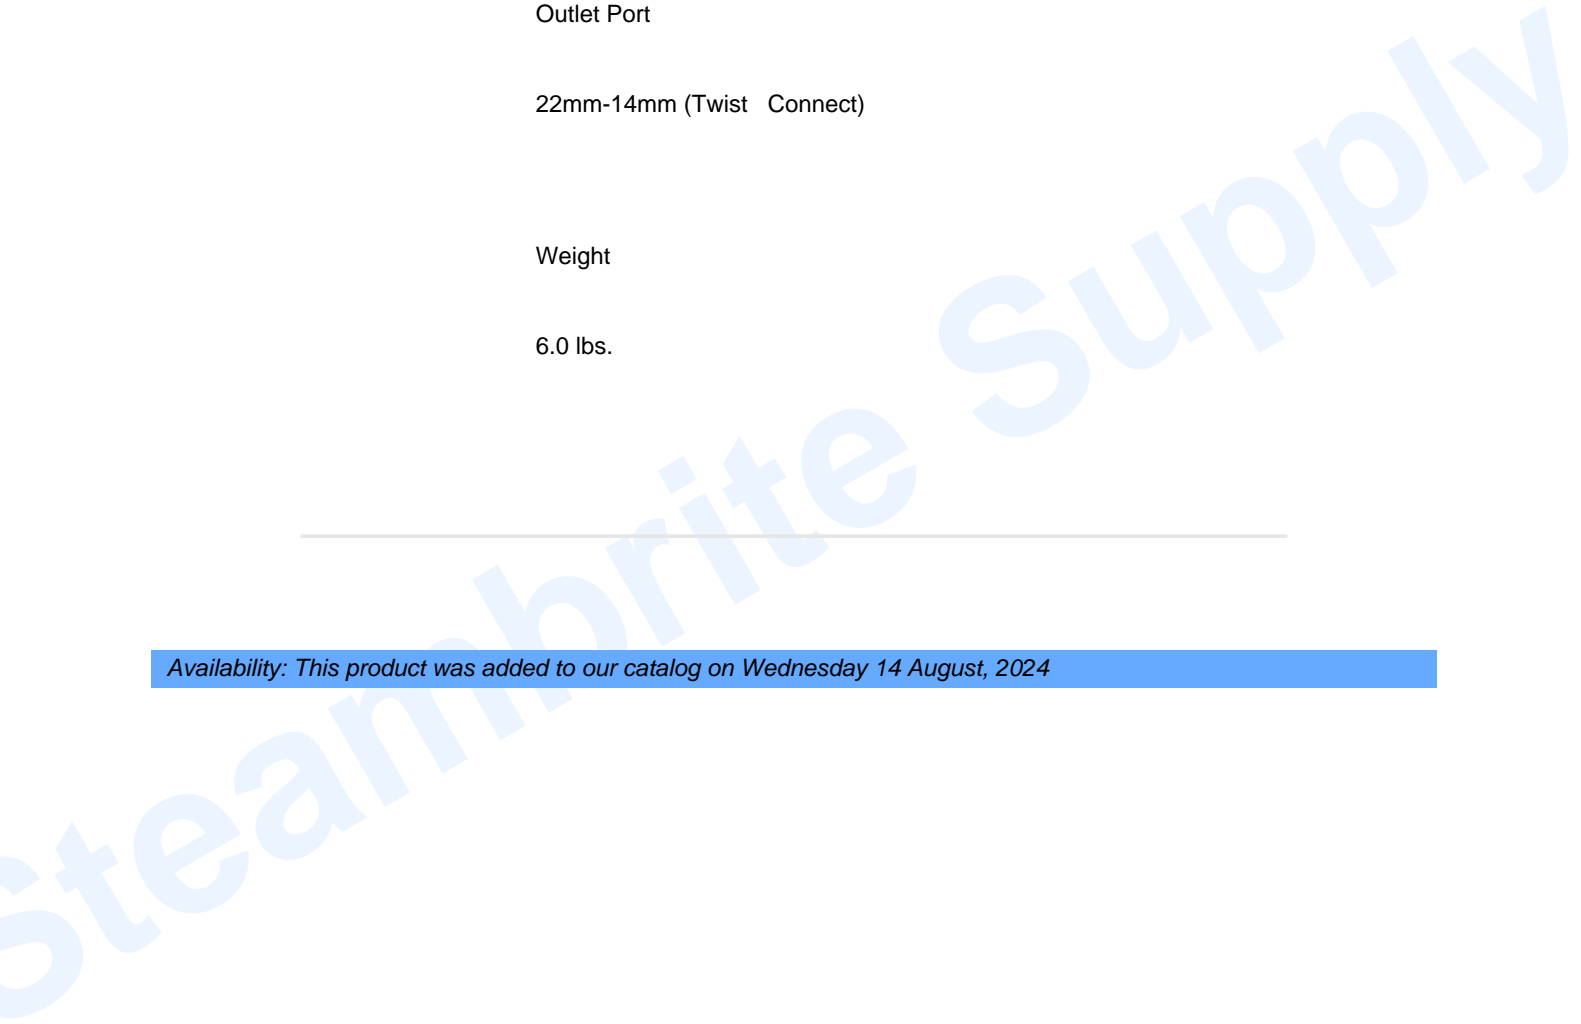 Outlet Port
22mm-14mm (Twist   Connect)
Weight
6.0 lbs.
Availability: This product was added to our catalog on Wednesday 14 August, 2024
Steambrite Supply